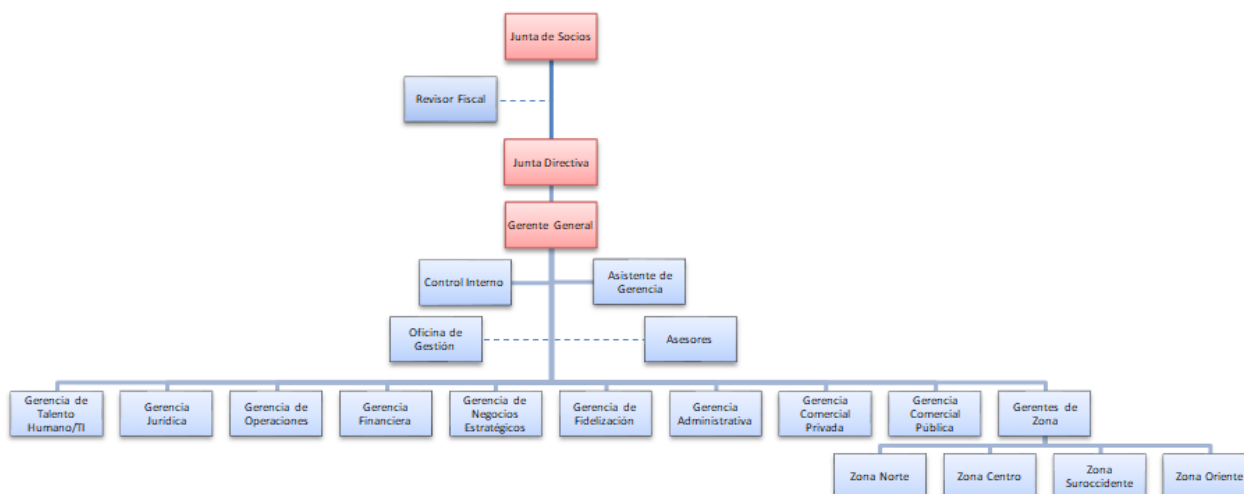 Junta de Socios
Revisor Fiscal
Junta Directiva
Gerente General
Control Interno
Asistente de
Gerencia
Oficina de
Gestión
Asesores
Gerencia de
Talento
Humano/TI
Gerencia
Jurídica
Gerencia de
Operaciones
Gerencia
Financiera
Gerencia de
Negocios
Estratégicos
Gerencia de
Fidelización
Gerencia
Administrativa
Gerencia
Comercial
Privada
Gerencia
Comercial
Pública
Gerentes de
Zona
Zona Norte
Zona Centro
Zona
Suroccidente
Zona Oriente